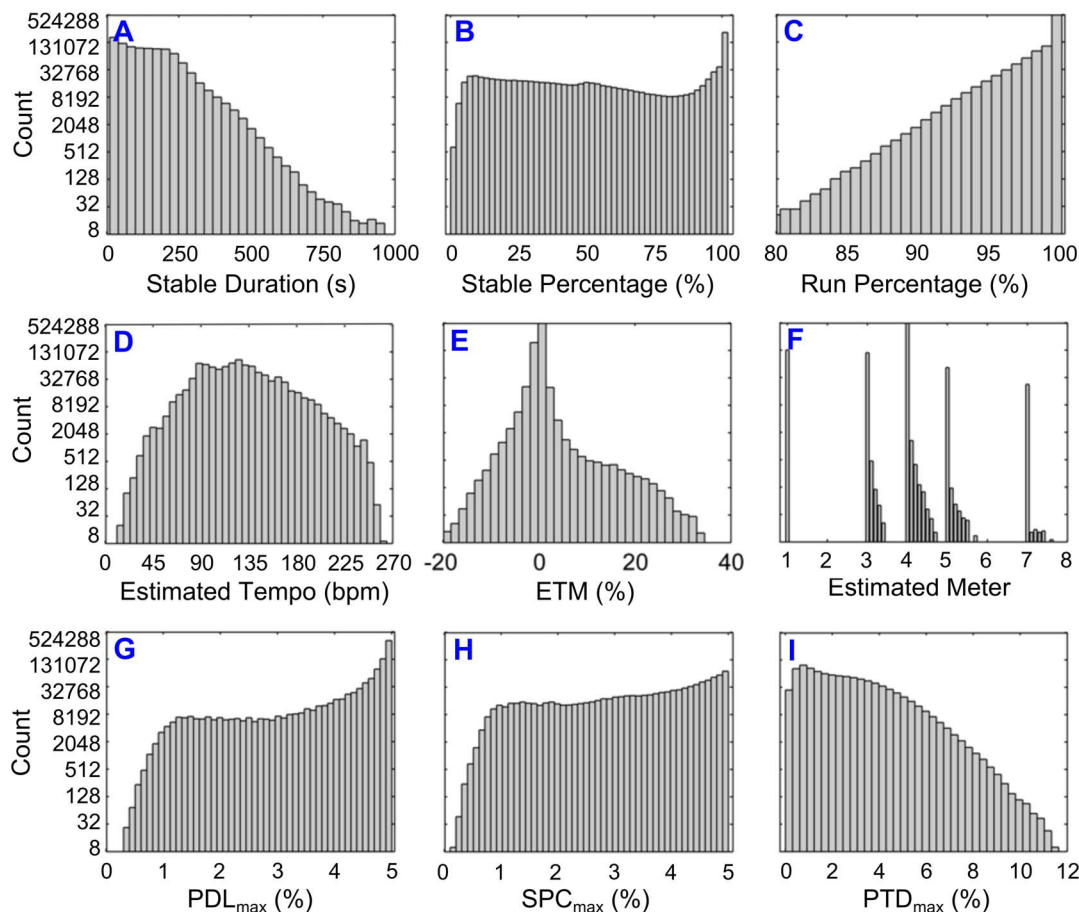 A
B
C
Count
524288
131072
32768
8192
2048
512
128
32
8
0 250 500 750 1000
0 25 50 75 100
80 85 90 95 100
Stable Duration (s)
Stable Percentage (%)
Run Percentage (%)
D
E
F
Count
524288
131072
32768
8192
2048
512
128
32
8
0 45 90 135 180 225 270
-20 0 20 40
1 2 3 4 5 6 7 8
Estimated Tempo (bpm)
ETM (%)
Estimated Meter
G
H
I
Count
524288
131072
32768
8192
2048
512
128
32
8
0 1 2 3 4 5
0 1 2 3 4 5
0 2 4 6 8 10 12
PDLmax (%)
SPCmax (%)
PTDmax (%)